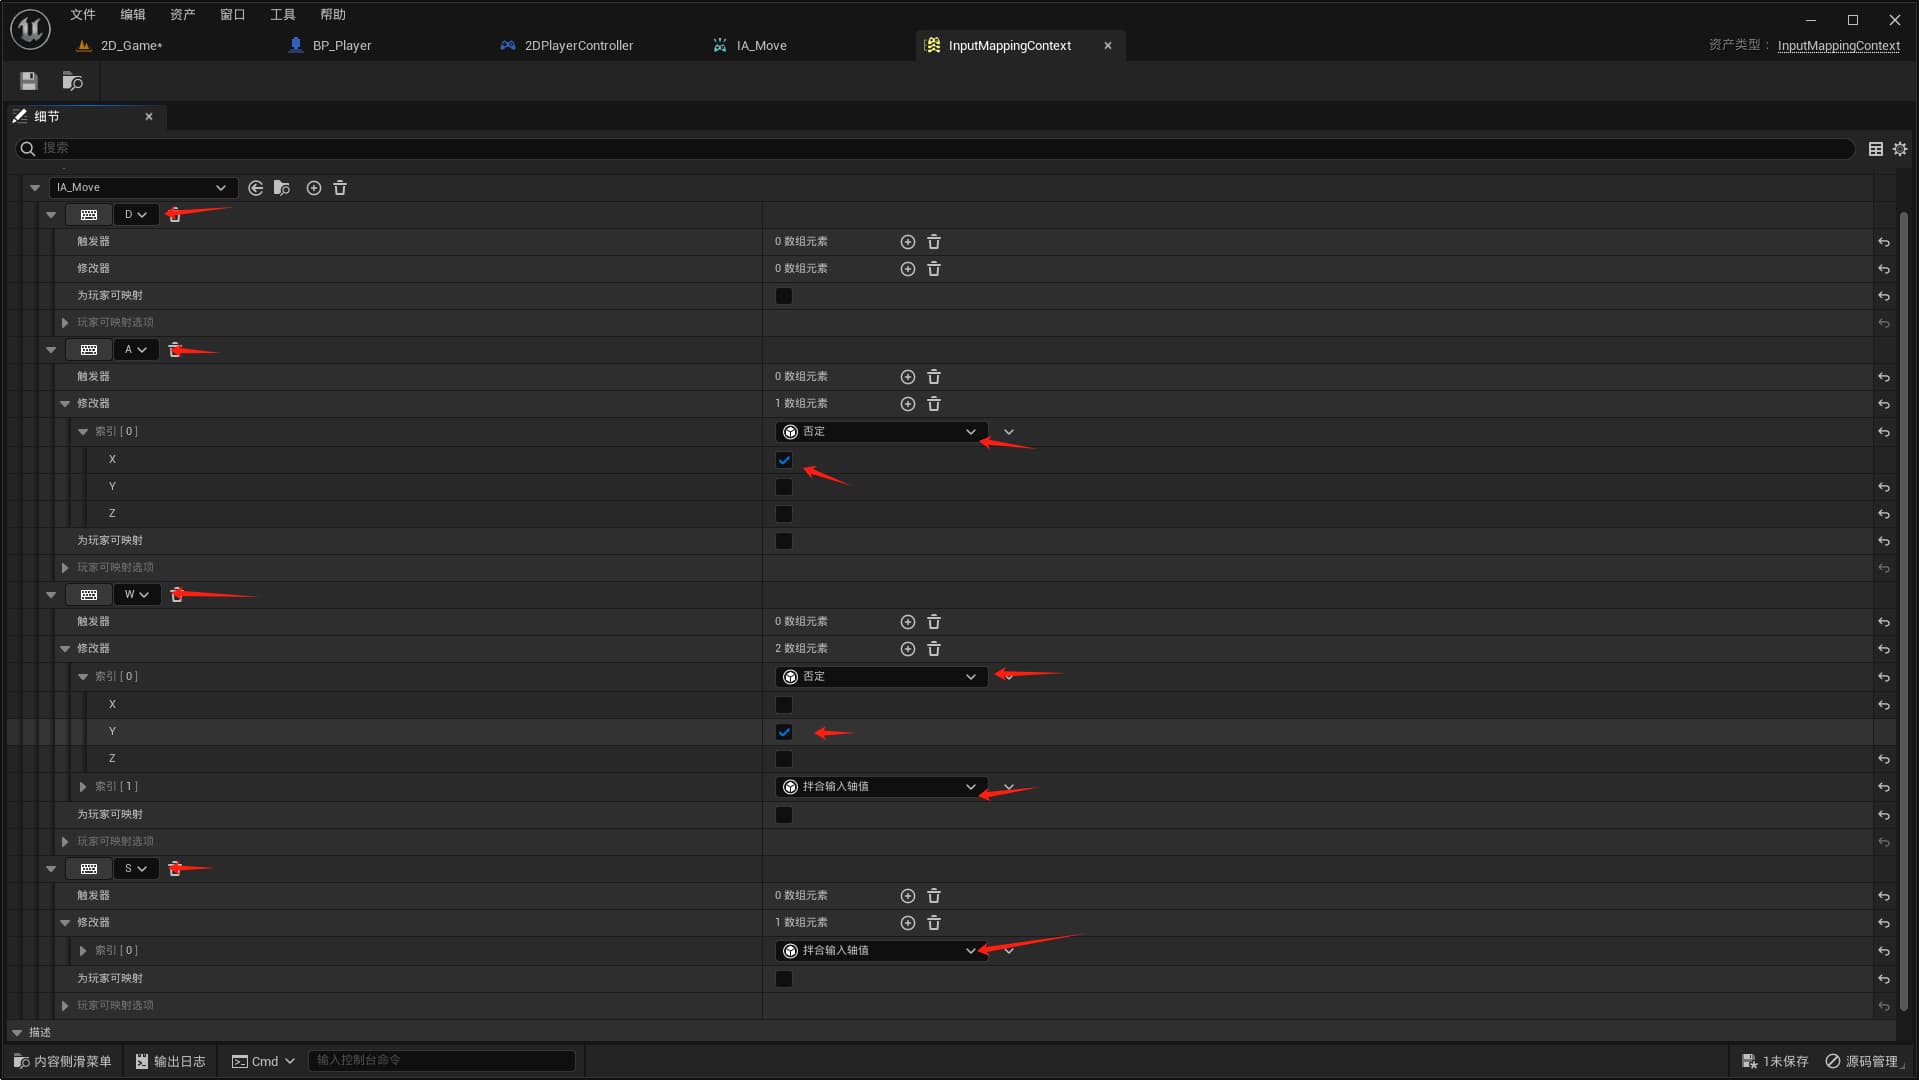 文件 编辑 资产 窗口 工具 帮助
2D_Game* BP_Player 2DPlayerController IA_Move InputMappingContext 资产类型： InputMappingContext
细节
搜索
IA_Move
D
触发器 0 数组元素
修改器 0 数组元素
为玩家可映射
玩家可映射选项
A
触发器 0 数组元素
修改器 1 数组元素
索引 [ 0 ] 否定
X
Y
Z
为玩家可映射
玩家可映射选项
W
触发器 0 数组元素
修改器 2 数组元素
索引 [ 0 ] 否定
X
Y
Z
索引 [ 1 ] 拌合输入轴值
为玩家可映射
玩家可映射选项
S
触发器 0 数组元素
修改器 1 数组元素
索引 [ 0 ] 拌合输入轴值
为玩家可映射
玩家可映射选项
描述
内容侧滑菜单 输出日志 Cmd 输入控制台命令 1未保存 源码管理